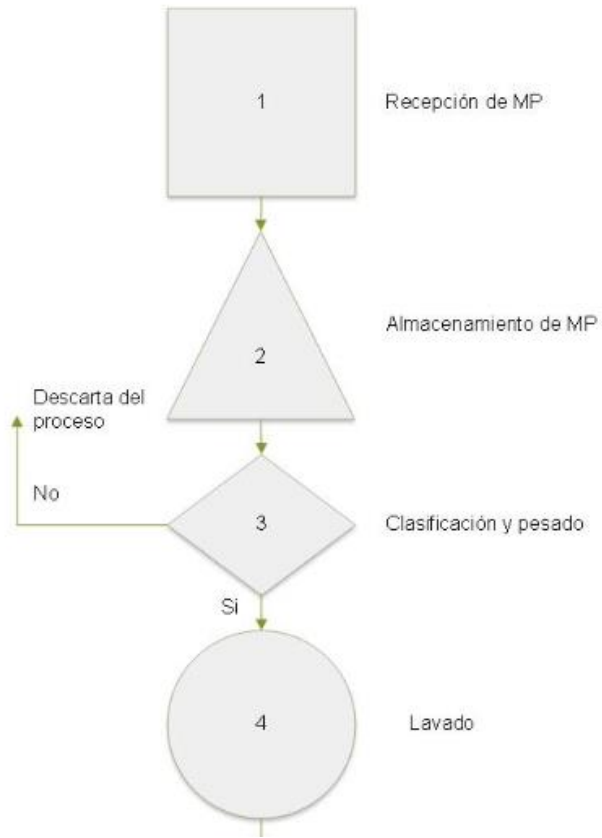 1
Recepción de MP
2
Almacenamiento de MP
Descarta del
proceso
No
3
Clasificación y pesado
Si
4
Lavado